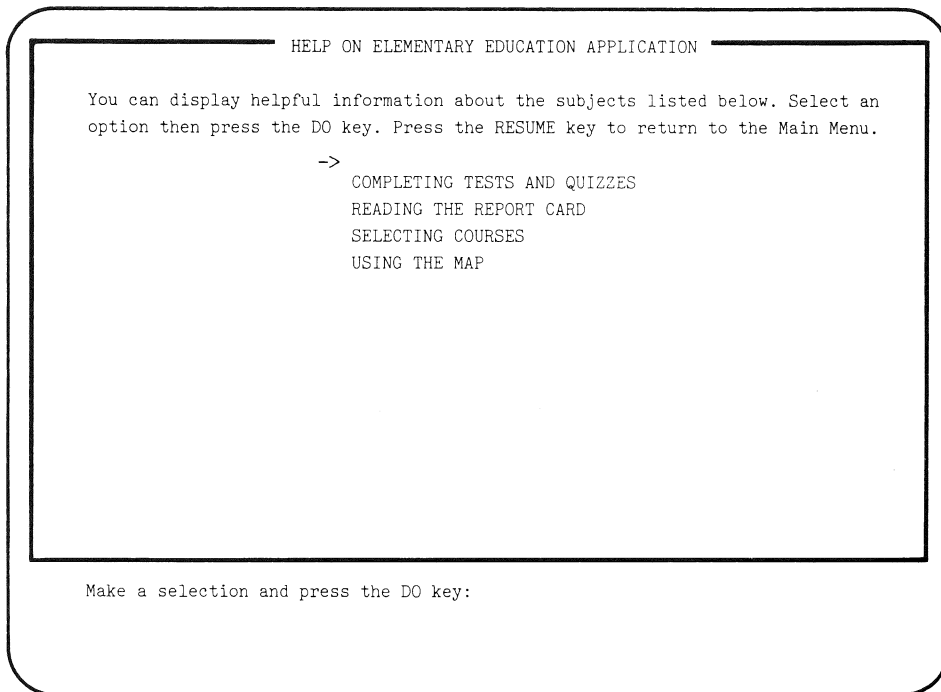 HELP ON ELEMENTARY EDUCATION APPLICATION
You can display helpful information about the subjects listed below. Select an
option then press the DO key. Press the RESUME key to return to the Main Menu.
->
COMPLETING TESTS AND QUIZZES
READING THE REPORT CARD
SELECTING COURSES
USING THE MAP
Make a selection and press the DO key: